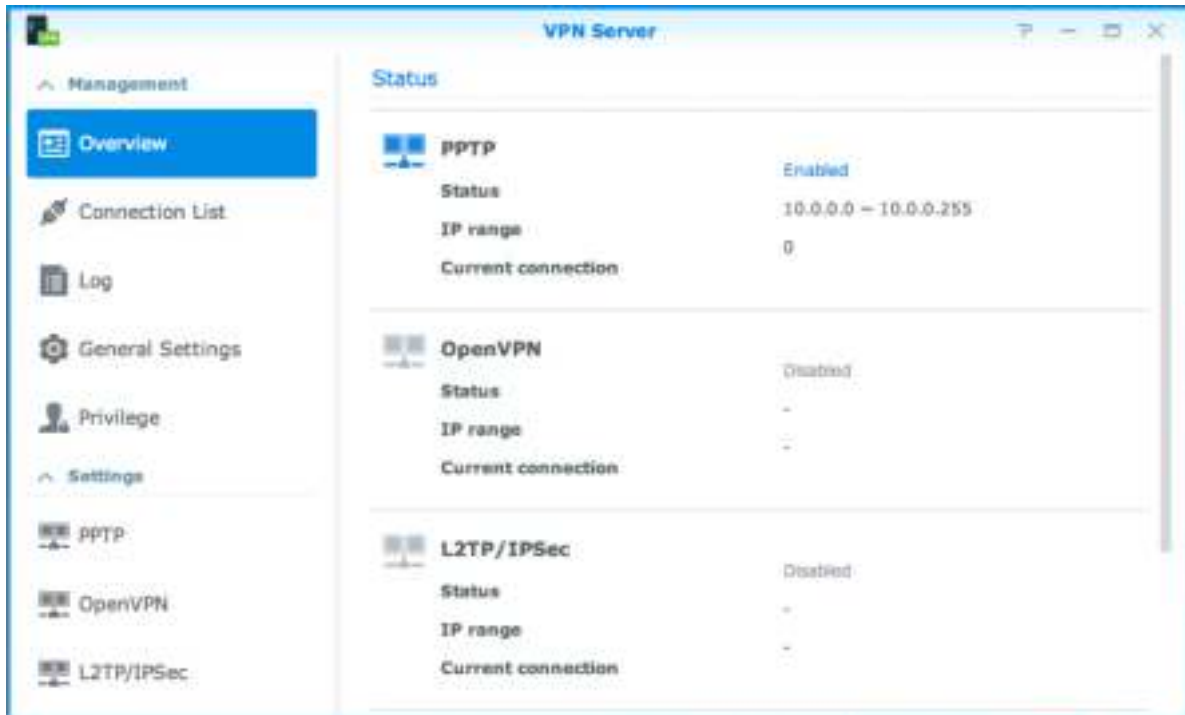 VPN Server
Management
Overview
Connection List
Log
General Settings
Privilege
Settings
PPTP
OpenVPN
L2TP/IPSec
Status
PPTP
Status
Enabled
IP range
10.0.0.0 ~ 10.0.0.255
Current connection
0
OpenVPN
Status
Disabled
IP range
-
Current connection
-
L2TP/IPSec
Status
Disabled
IP range
-
Current connection
-